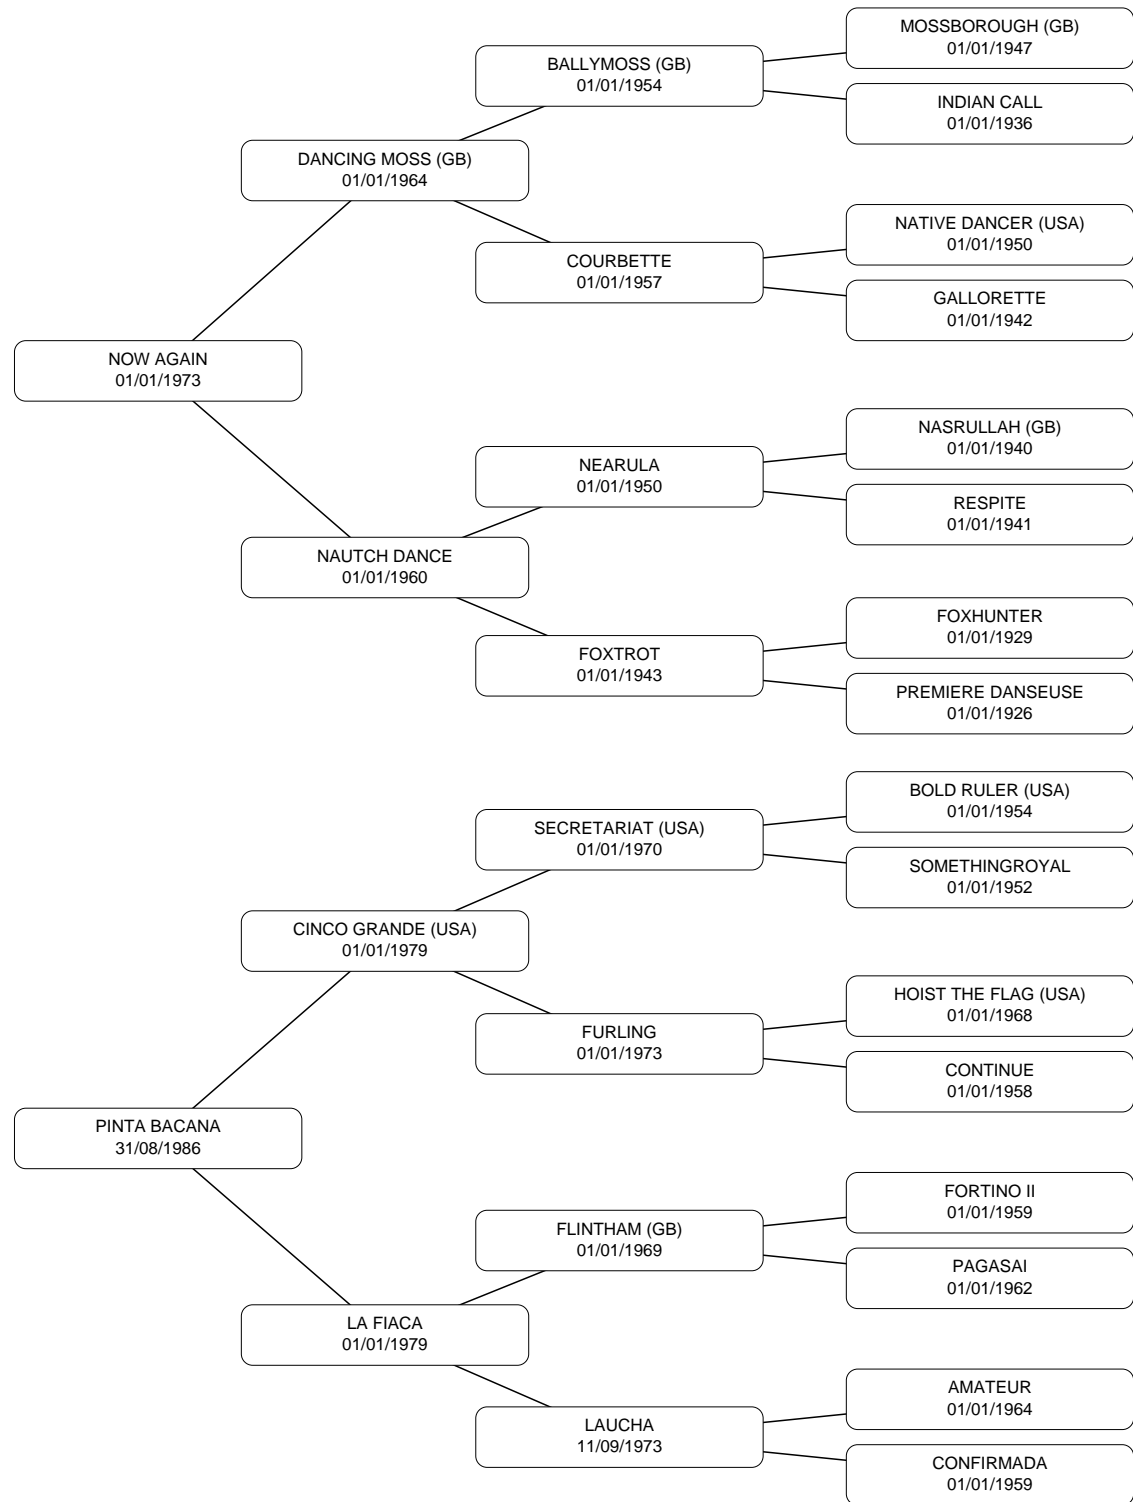 MOSSBOROUGH (GB)
01/01/1947
BALLYMOSS (GB)
01/01/1954
INDIAN CALL
01/01/1936
DANCING MOSS (GB)
01/01/1964
NATIVE DANCER (USA)
01/01/1950
COURBETTE
01/01/1957
GALLORETTE
01/01/1942
NOW AGAIN
01/01/1973
NASRULLAH (GB)
01/01/1940
NEARULA
01/01/1950
RESPITE
01/01/1941
NAUTCH DANCE
01/01/1960
FOXHUNTER
01/01/1929
FOXTROT
01/01/1943
PREMIERE DANSEUSE
01/01/1926
BOLD RULER (USA)
01/01/1954
SECRETARIAT (USA)
01/01/1970
SOMETHINGROYAL
01/01/1952
CINCO GRANDE (USA)
01/01/1979
HOIST THE FLAG (USA)
01/01/1968
FURLING
01/01/1973
CONTINUE
01/01/1958
PINTA BACANA
31/08/1986
FORTINO II
01/01/1959
FLINTHAM (GB)
01/01/1969
PAGASAI
01/01/1962
LA FIACA
01/01/1979
AMATEUR
01/01/1964
LAUCHA
11/09/1973
CONFIRMADA
01/01/1959